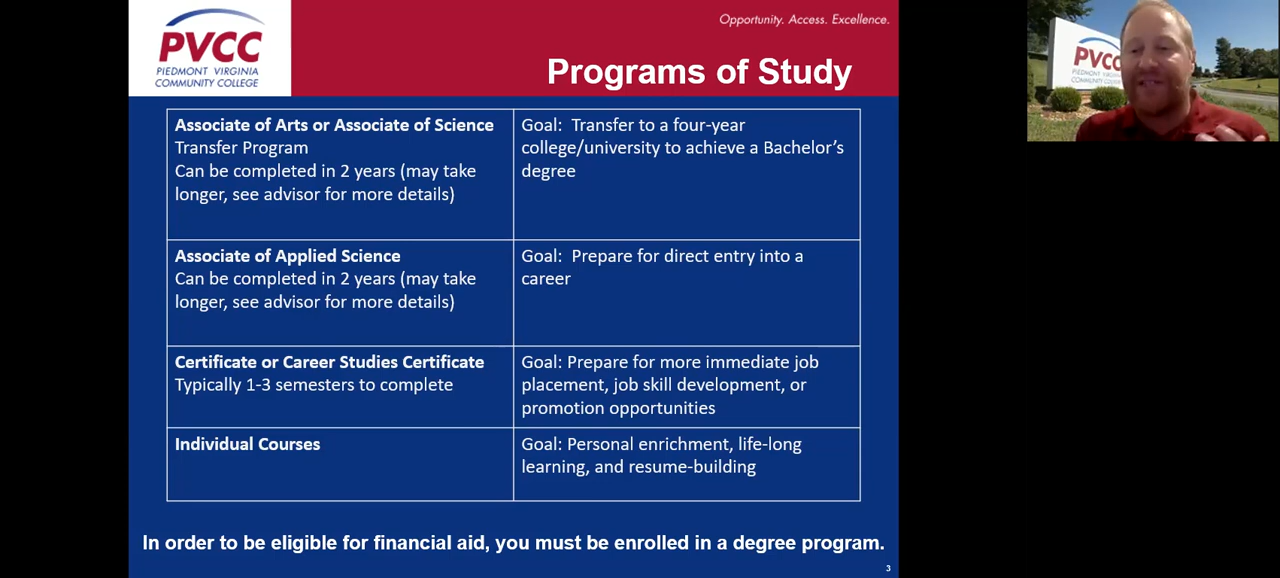 Opportunity. Access. Excellence.
PVCC
PIEDMONT VIRGINIA
COMMUNITY COLLEGE
Programs of Study
Associate of Arts or Associate of Science
Transfer Program
Can be completed in 2 years (may take
longer, see advisor for more details)
Goal: Transfer to a four-year
college/university to achieve a Bachelor's
degree
Associate of Applied Science
Can be completed in 2 years (may take
longer, see advisor for more details)
Goal: Prepare for direct entry into a
career
Certificate or Career Studies Certificate
Typically 1-3 semesters to complete
Goal: Prepare for more immediate job
placement, job skill development, or
promotion opportunities
Individual Courses
Goal: Personal enrichment, life-long
learning, and resume-building
In order to be eligible for financial aid, you must be enrolled in a degree program.
3
PVCC
PIEDMONT
COMMUNITY